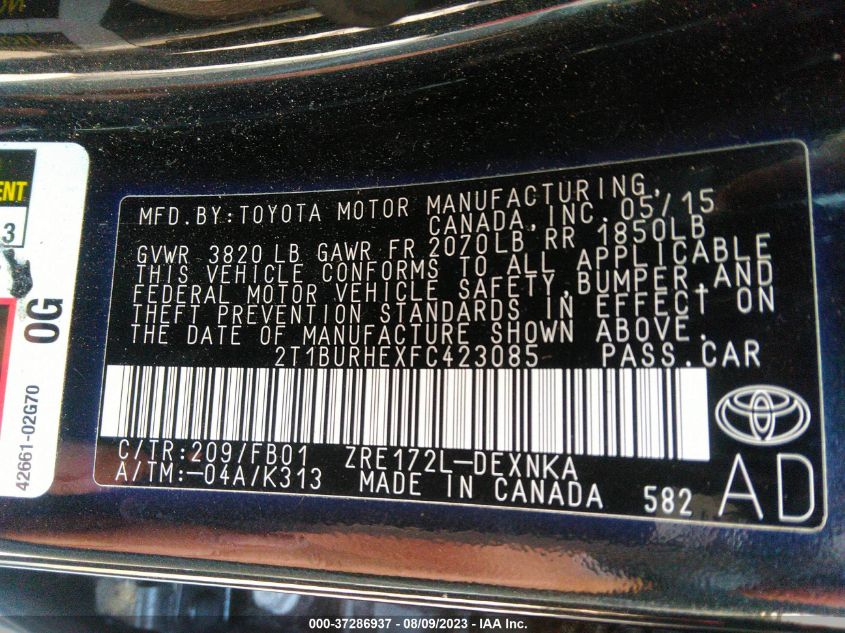 ENT
3
OG
42661-02G70
MFD. BY: TOYOTA MOTOR MANUFACTURING,
CANADA, INC. 05/15
GVWR 3820 LB GAWR FR 2070LB RR 1850LB
THIS VEHICLE CONFORMS TO ALL APPLICABLE
FEDERAL MOTOR VEHICLE SAFETY,BUMPER,AND
THEFT PREVENTION STANDARDS IN EFFECT ON
THE DATE OF MANUFACTURE SHOWN ABOVE.
2T1BURHEXFC423085 PASS.CAR
C/TR:209/FB01 ZRE172L-DEXNKA
A/TM:-04A/K313 MADE IN CANADA 582
AD
000-37286937 - 08/09/2023 - IAA Inc.